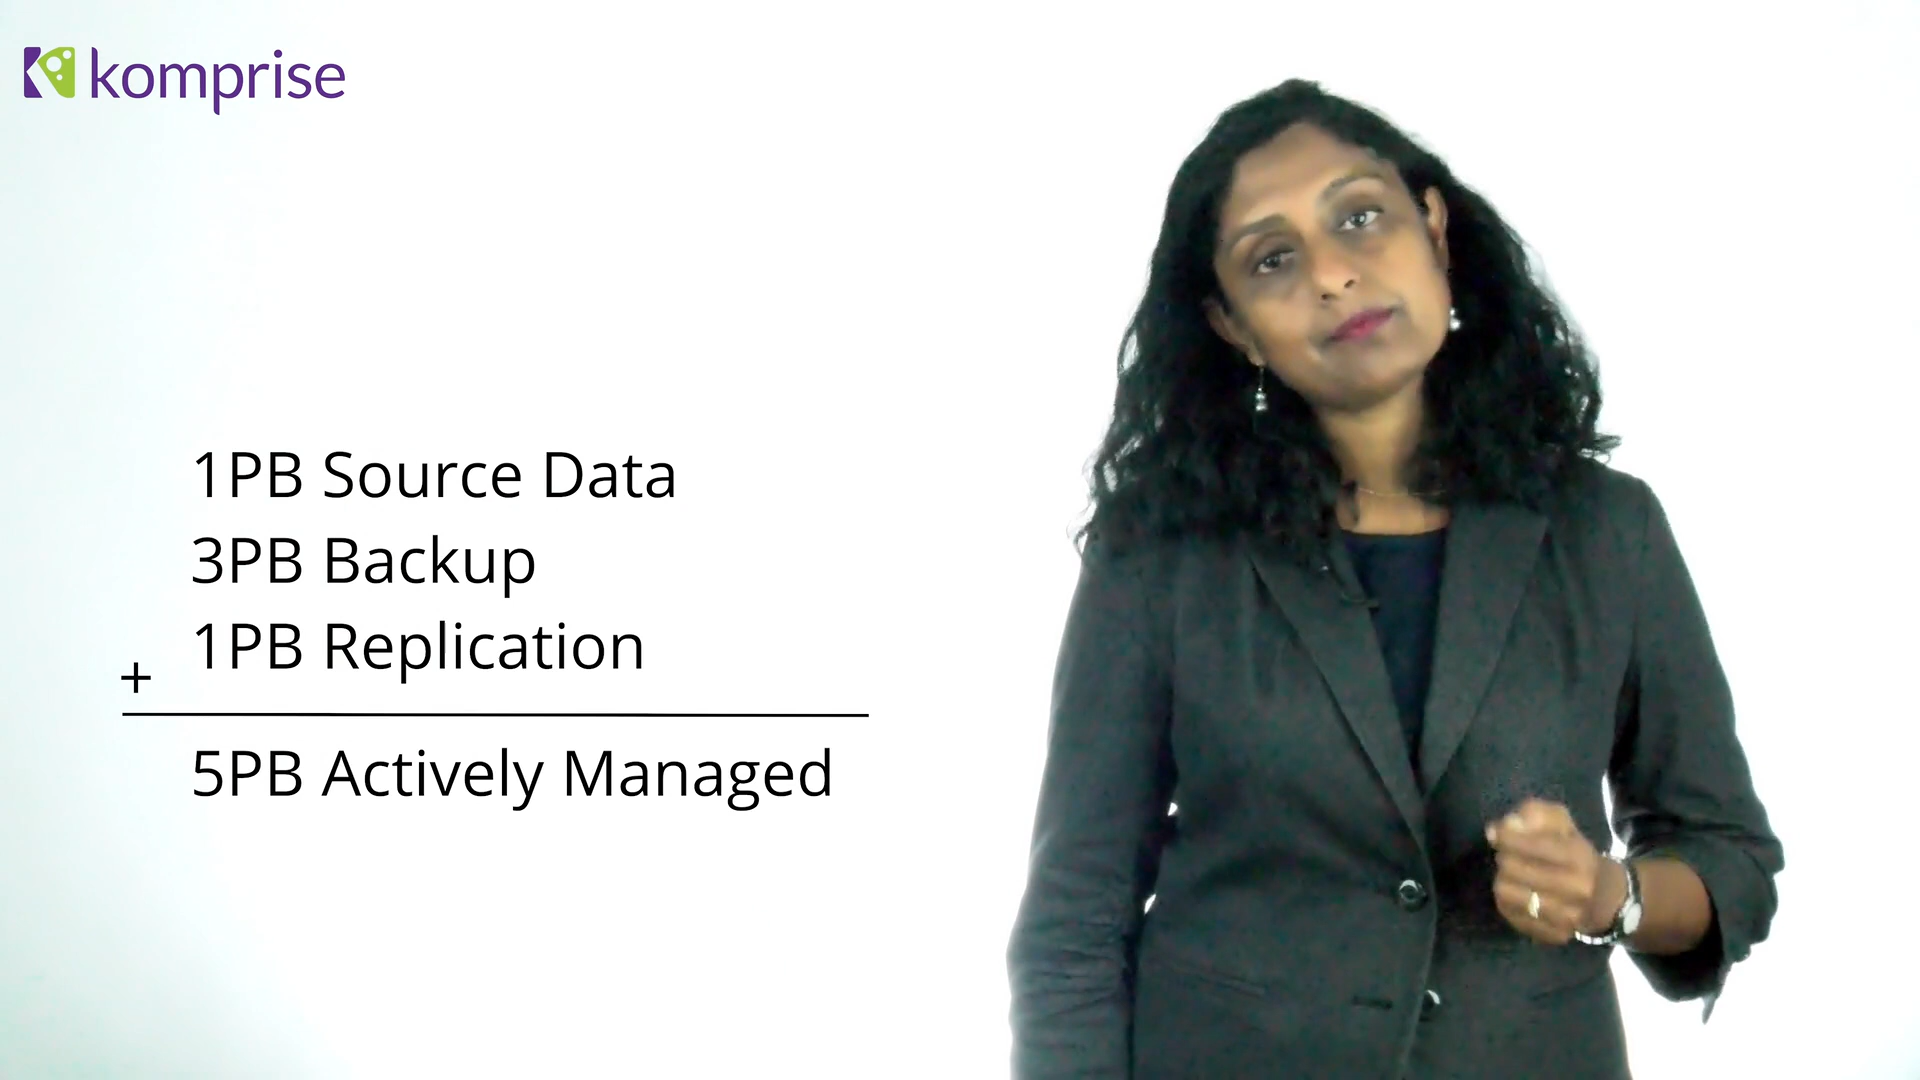 komprise
1PB Source Data
3PB Backup
1PB Replication
+
5PB Actively Managed